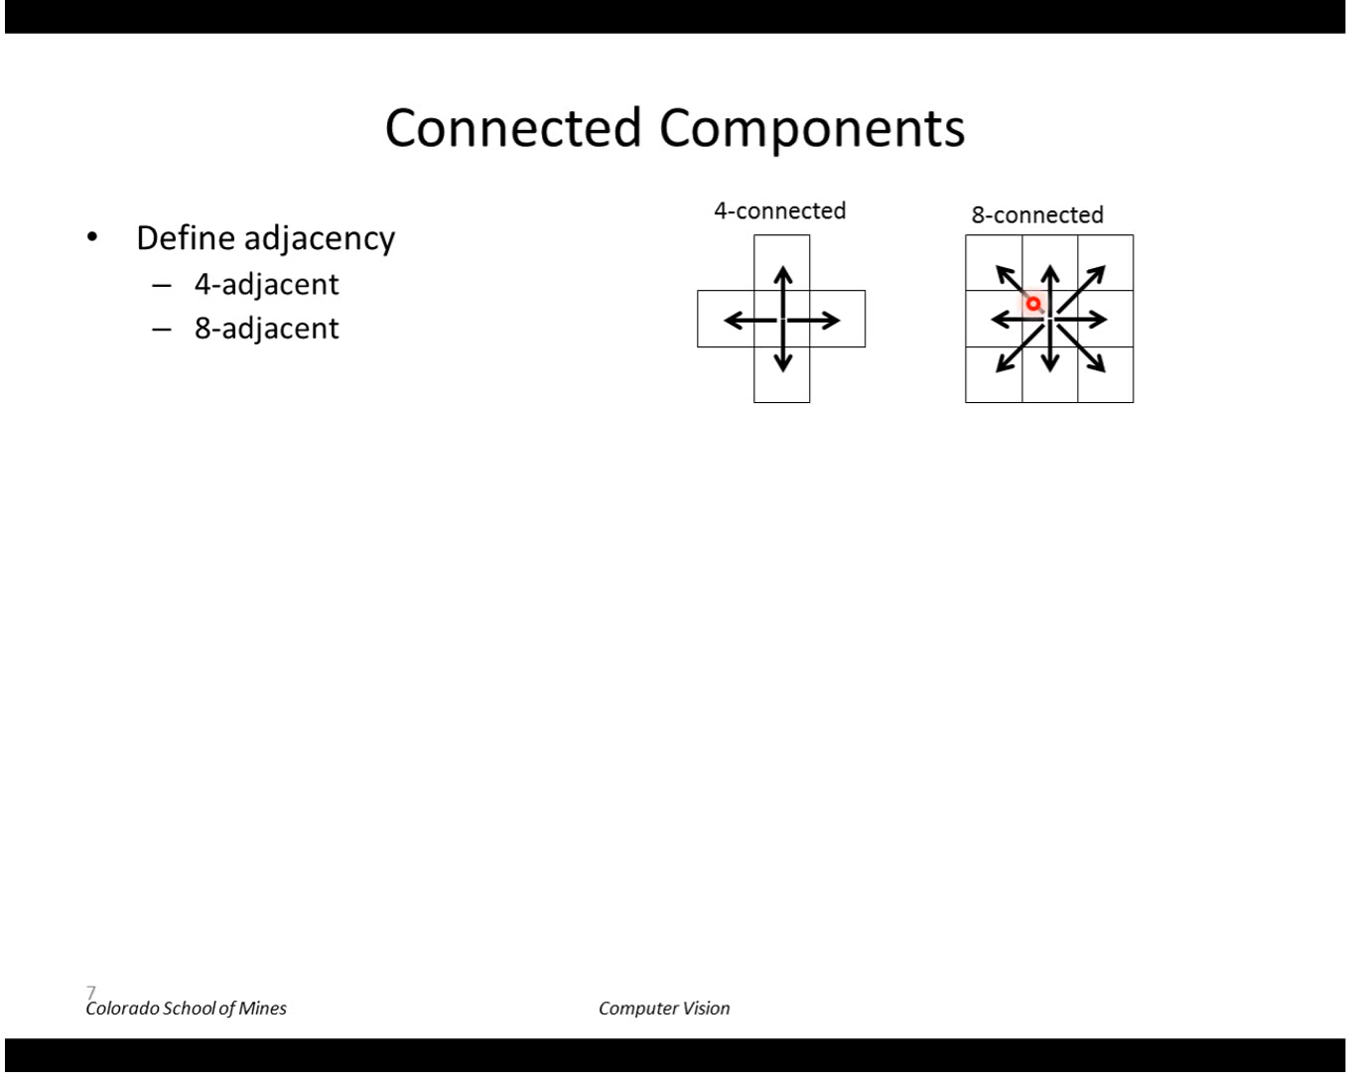 Connected Components
• Define adjacency
– 4-adjacent
– 8-adjacent
4-connected
8-connected
7
Colorado School of Mines
Computer Vision